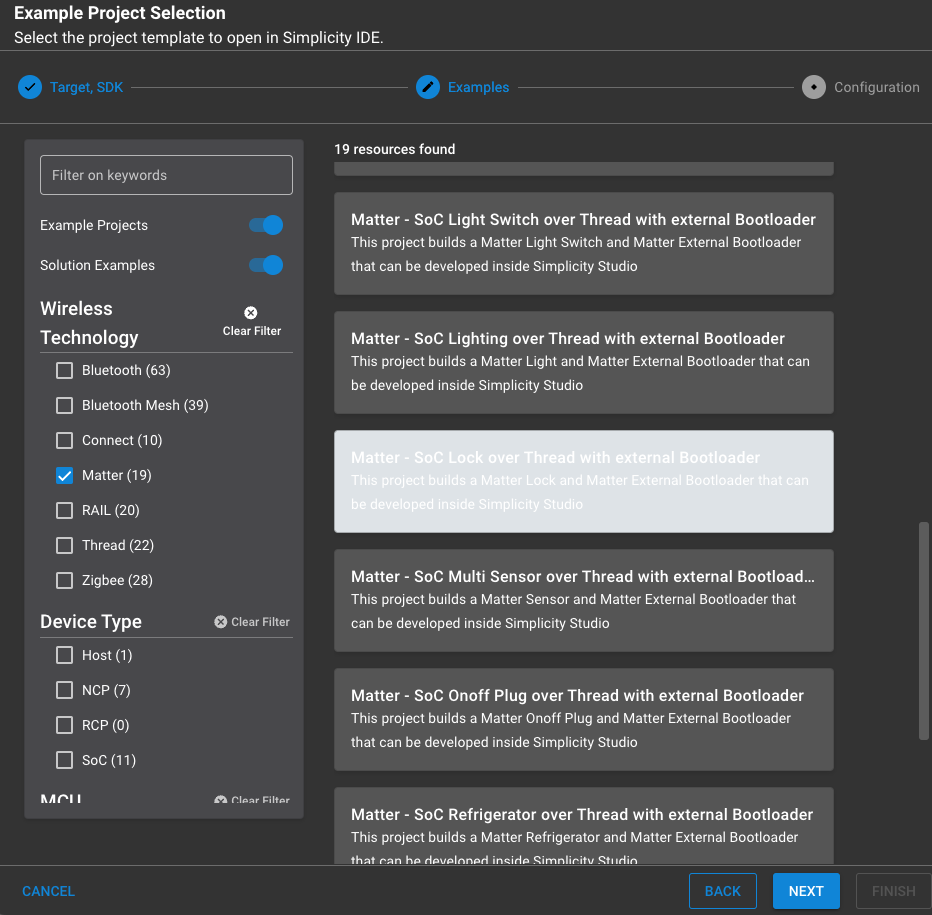 Example Project Selection
Select the project template to open in Simplicity IDE.
Target, SDK
Examples
Configuration
Filter on keywords
Example Projects
Solution Examples
Wireless
Technology
Clear Filter
Bluetooth (63)
Bluetooth Mesh (39)
Connect (10)
Matter (19)
RAIL (20)
Thread (22)
Zigbee (28)
Device Type
Clear Filter
Host (1)
NCP (7)
RCP (0)
SoC (11)
MCU
Clear Filter
19 resources found
Matter - SoC Light Switch over Thread with external Bootloader
This project builds a Matter Light Switch and Matter External Bootloader
that can be developed inside Simplicity Studio
Matter - SoC Lighting over Thread with external Bootloader
This project builds a Matter Light and Matter External Bootloader that can
be developed inside Simplicity Studio
Matter - SoC Lock over Thread with external Bootloader
This project builds a Matter Lock and Matter External Bootloader that can
be developed inside Simplicity Studio
Matter - SoC Multi Sensor over Thread with external Bootload...
This project builds a Matter Sensor and Matter External Bootloader that
can be developed inside Simplicity Studio
Matter - SoC Onoff Plug over Thread with external Bootloader
This project builds a Matter Onoff Plug and Matter External Bootloader
that can be developed inside Simplicity Studio
Matter - SoC Refrigerator over Thread with external Bootloader
This project builds a Matter Refrigerator and Matter External Bootloader
that can be developed inside Simplicity Studio
CANCEL
BACK
NEXT
FINISH